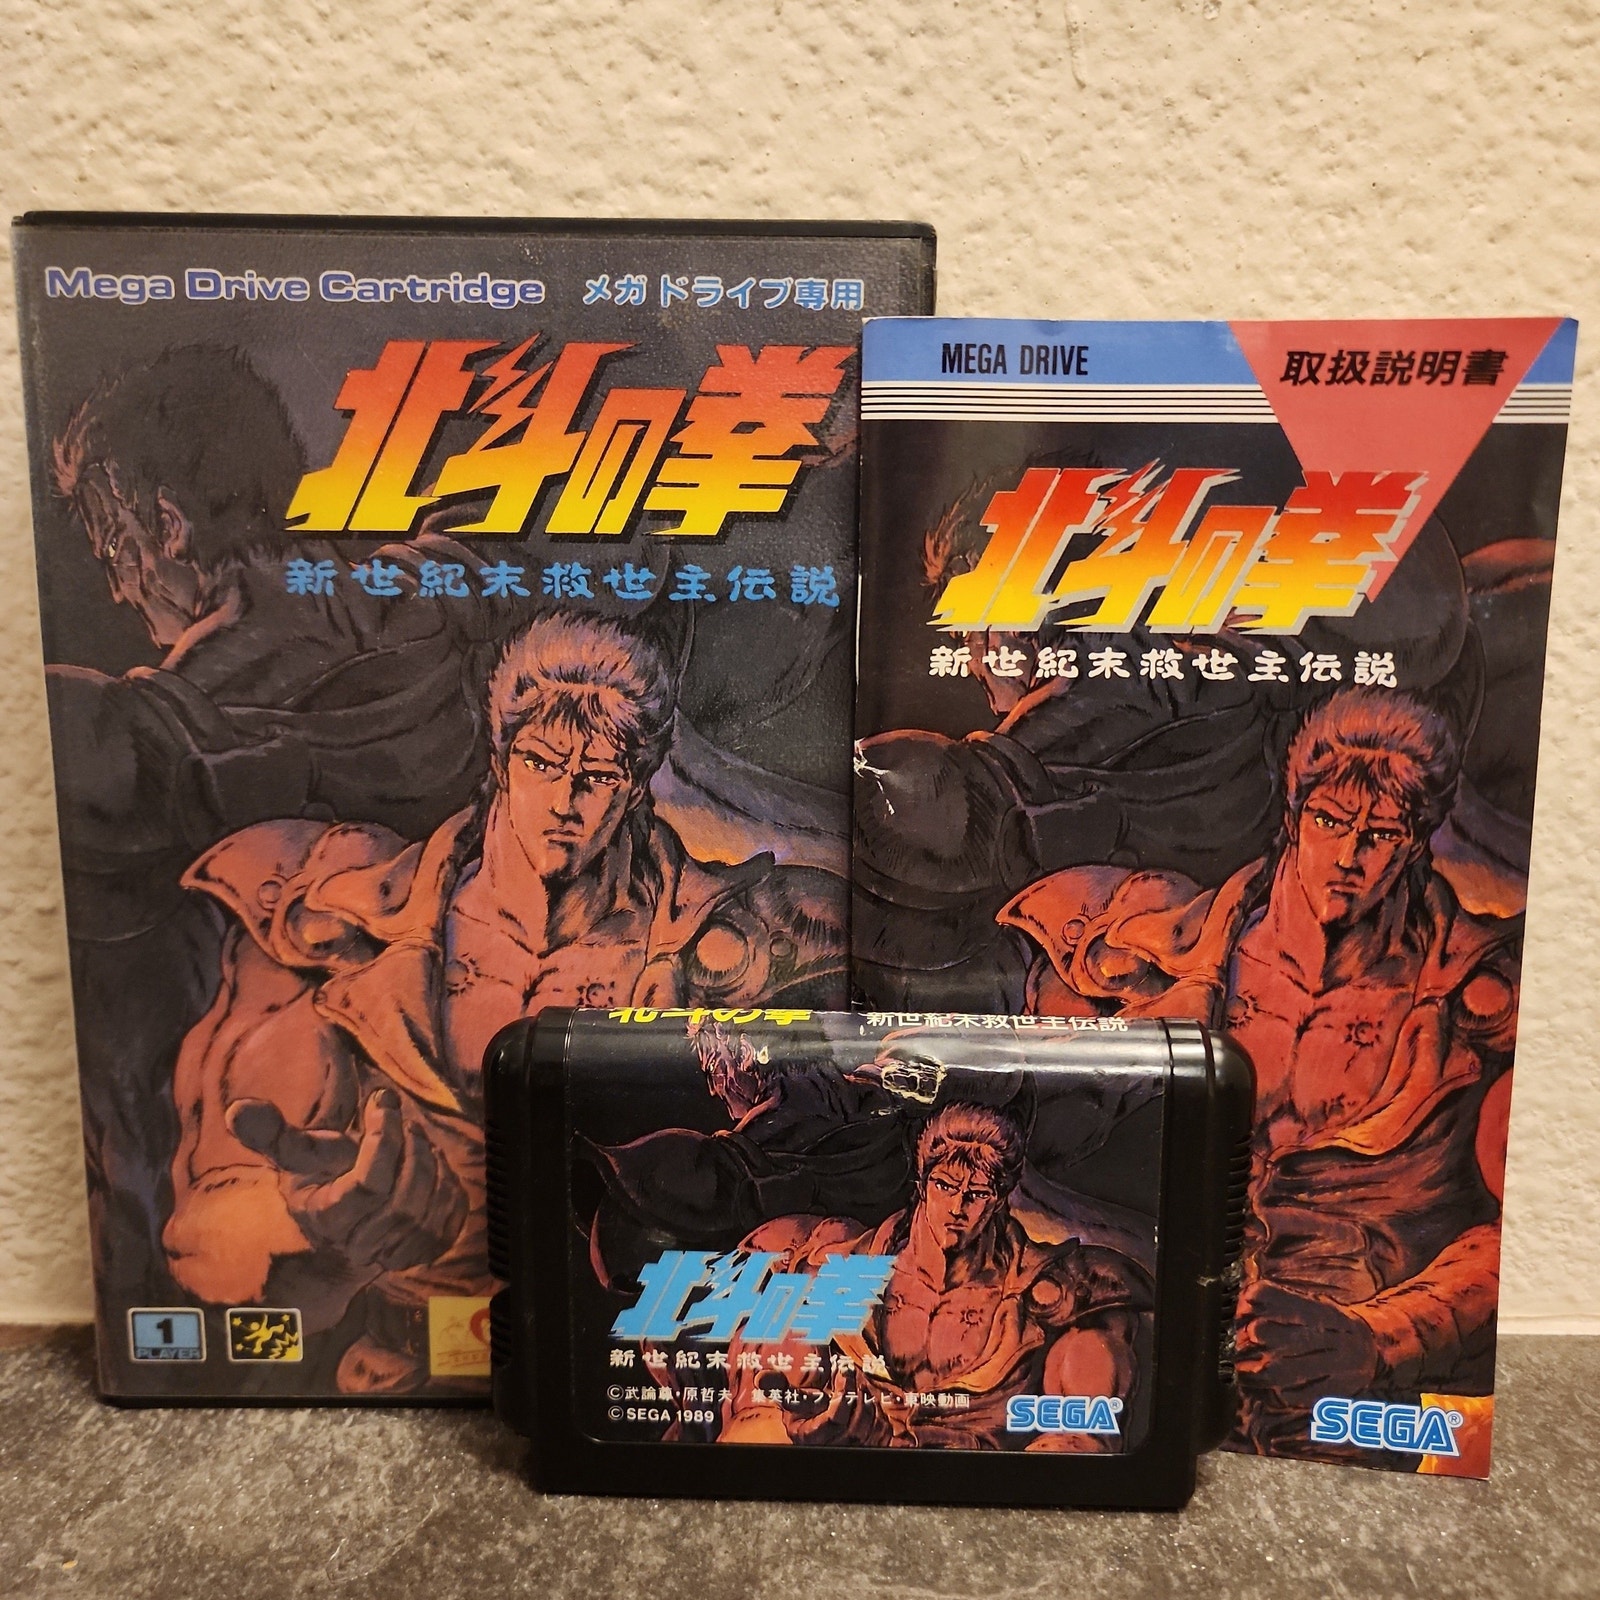 Mega Drive Cartridge メガドライブ専用
北斗の拳
新世紀末救世主伝説
1
PLAYER
MEGA DRIVE
取扱説明書
北斗の拳
新世紀末救世主伝説
SEGA®
北斗の拳 新世紀末救世主伝説
北斗の拳
新世紀末救世主伝説
©武論尊・原哲夫/集英社・フジテレビ・東映動画
©SEGA 1989
SEGA®